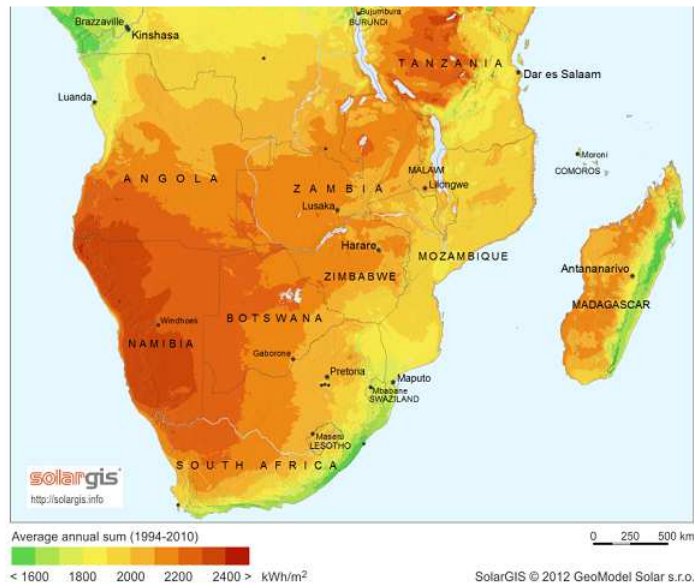 Bujumbura
BURUNDI
Brazzaville
Kinshasa
TANZANIA
Dar es Salaam
Luanda
Moroni
COMOROS
ANGOLA
ZAMBIA
MALAWI
Lilongwe
Lusaka
Harare
MOZAMBIQUE
ZIMBABWE
Antananarivo
MADAGASCAR
Windhoek
NAMIBIA
BOTSWANA
Gaborone
Pretoria
Maputo
Mbabane
SWAZILAND
Maseru
LESOTHO
SOUTH AFRICA
solargis
http://solargis.info
Average annual sum (1994-2010)
0 250 500 km
< 1600 1800 2000 2200 2400 > kWh/m²
SolarGIS © 2012 GeoModel Solar s.r.o.